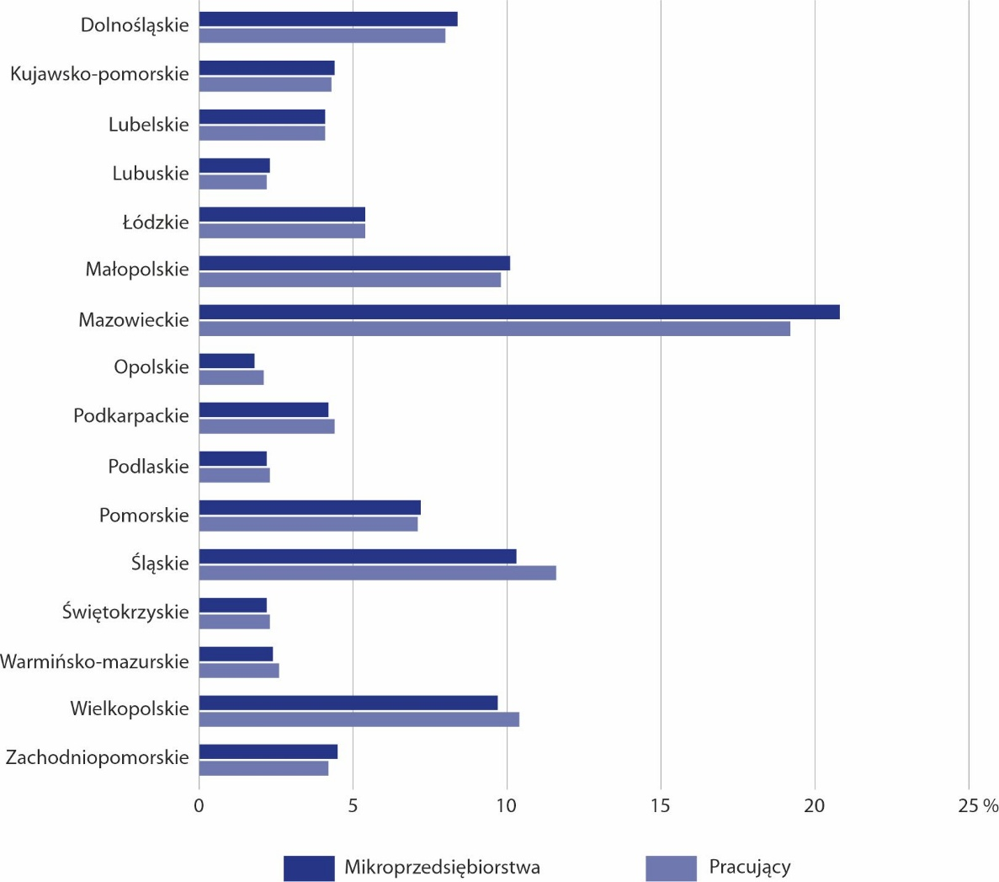 Dolnośląskie
Kujawsko-pomorskie
Lubelskie
Lubuskie
Łódzkie
Małopolskie
Mazowieckie
Opolskie
Podkarpackie
Podlaskie
Pomorskie
Śląskie
Świętokrzyskie
Warmińsko-mazurskie
Wielkopolskie
Zachodniopomorskie
0 5 10 15 20 25 %
Mikroprzedsiębiorstwa Pracujący